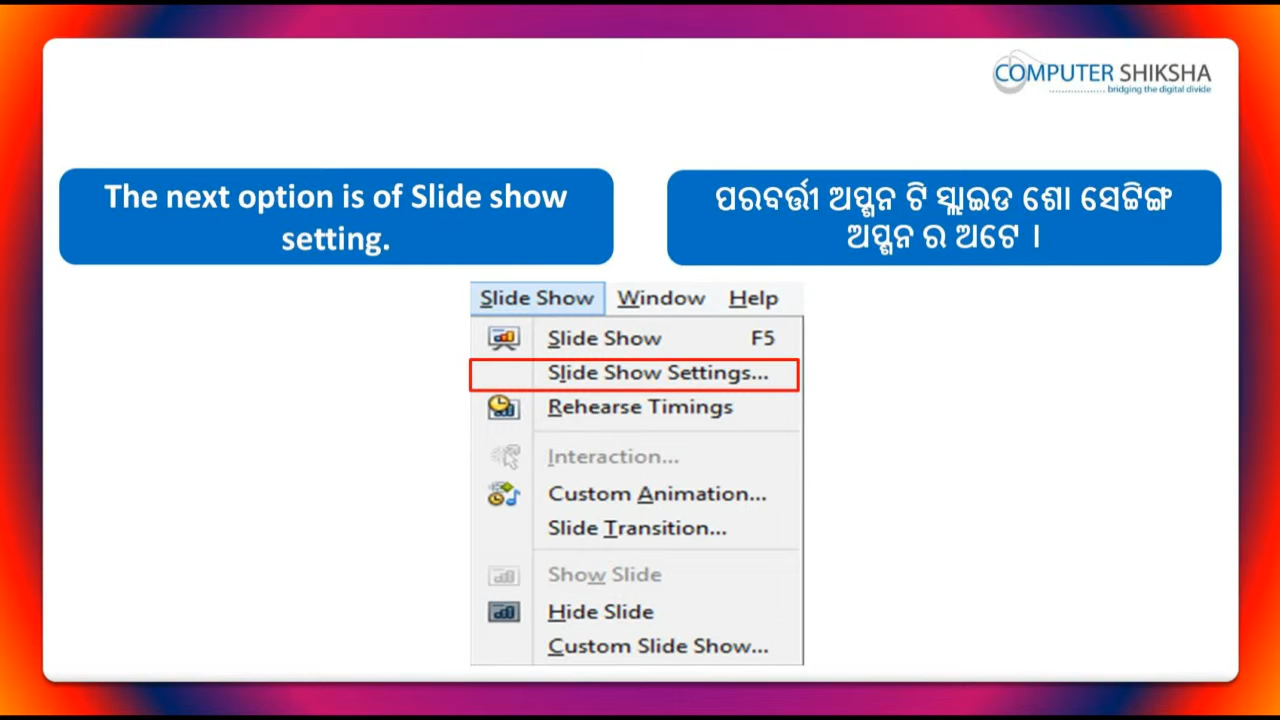 COMPUTER SHIKSHA
bridging the digital divide
The next option is of Slide show
setting.
ପରବର୍ତ୍ତୀ ଅପ୍ସନ ଟି ସ୍ଲାଇଡ ଶୋ ସେଟିଙ୍ଗ
ଅପ୍ସନ ର ଅଟେ ।
Slide Show Window Help
Slide Show F5
Slide Show Settings...
Rehearse Timings
Interaction...
Custom Animation...
Slide Transition...
Show Slide
Hide Slide
Custom Slide Show...